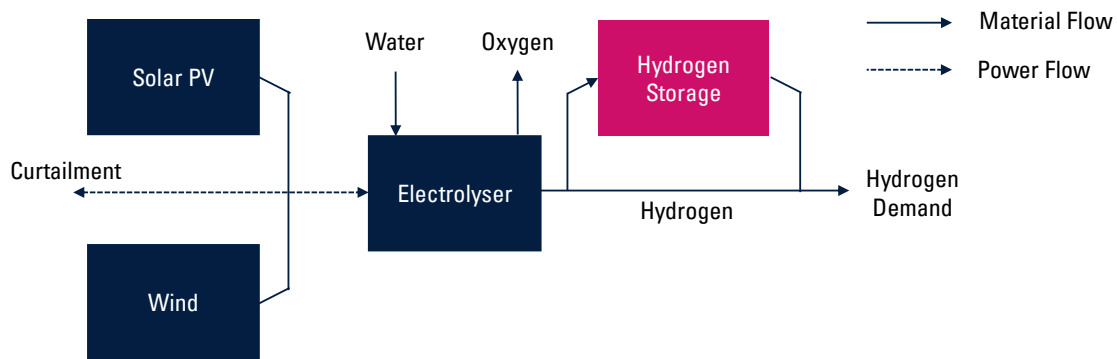 Solar PV
Water
Oxygen
Hydrogen
Storage
Material Flow
Power Flow
Curtailment
Electrolyser
Hydrogen
Hydrogen
Demand
Wind